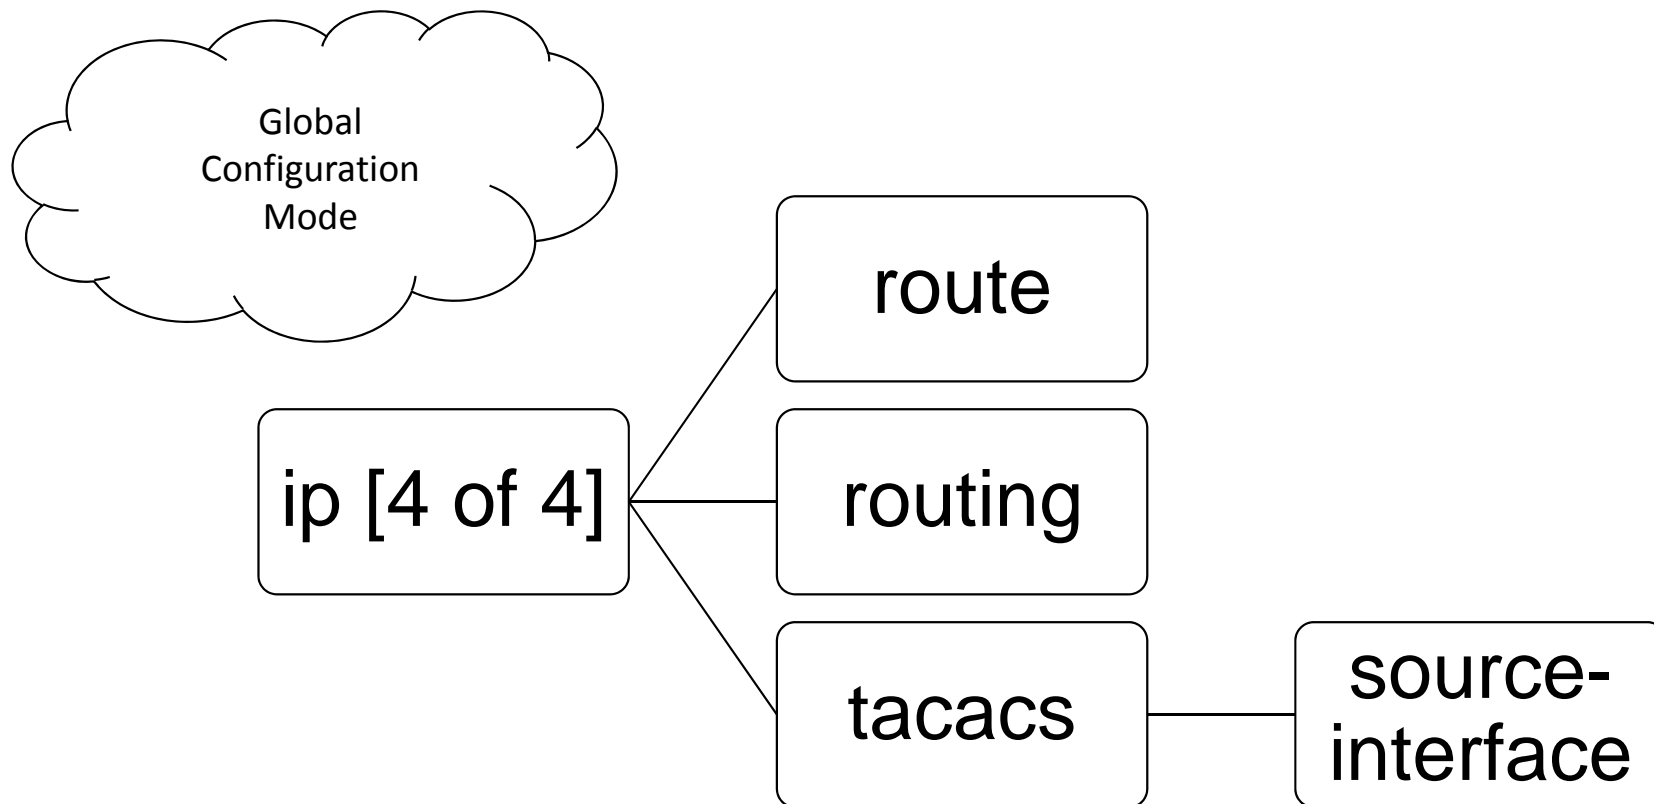 Global
Configuration
Mode
route
ip [4 of 4]
routing
tacacs
source-
interface